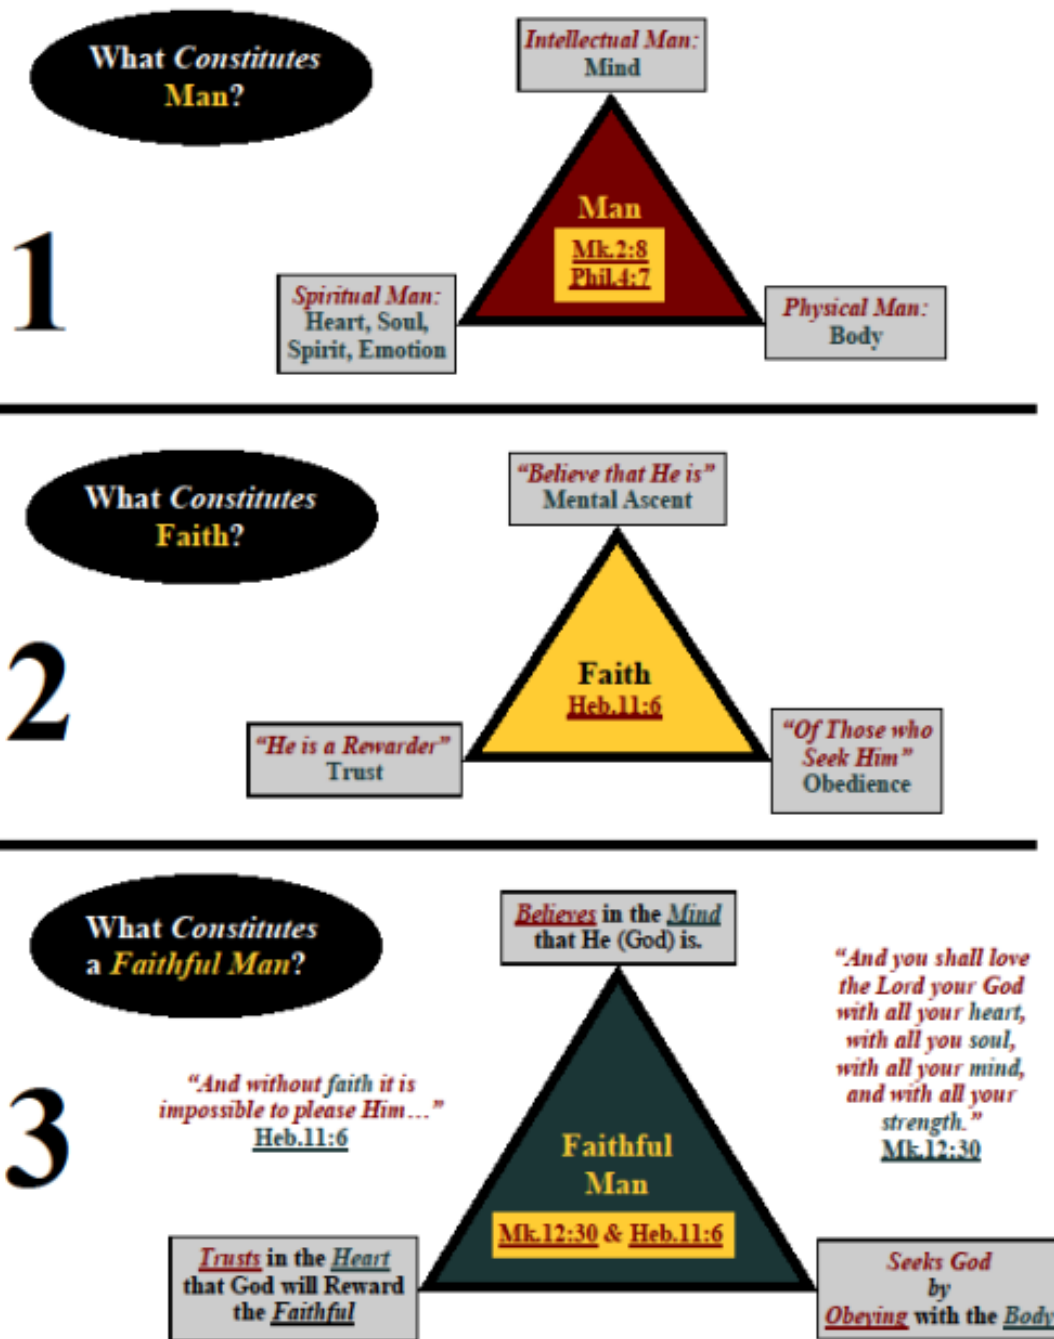 What Constitutes
Man?
Intellectual Man:
Mind
1
Man
Mk.2:8
Phil.4:7
Spiritual Man:
Heart, Soul,
Spirit, Emotion
Physical Man:
Body
What Constitutes
Faith?
"Believe that He is"
Mental Ascent
2
Faith
Heb.11:6
"He is a Rewarder"
Trust
"Of Those who
Seek Him"
Obedience
What Constitutes
a Faithful Man?
Believes in the Mind
that He (God) is.
"And you shall love
the Lord your God
with all your heart,
with all you soul,
with all your mind,
and with all your
strength."
Mk.12:30
3
"And without faith it is
impossible to please Him…"
Heb.11:6
Faithful
Man
Mk.12:30 & Heb.11:6
Trusts in the Heart
that God will Reward
the Faithful
Seeks God
by
Obeying with the Body